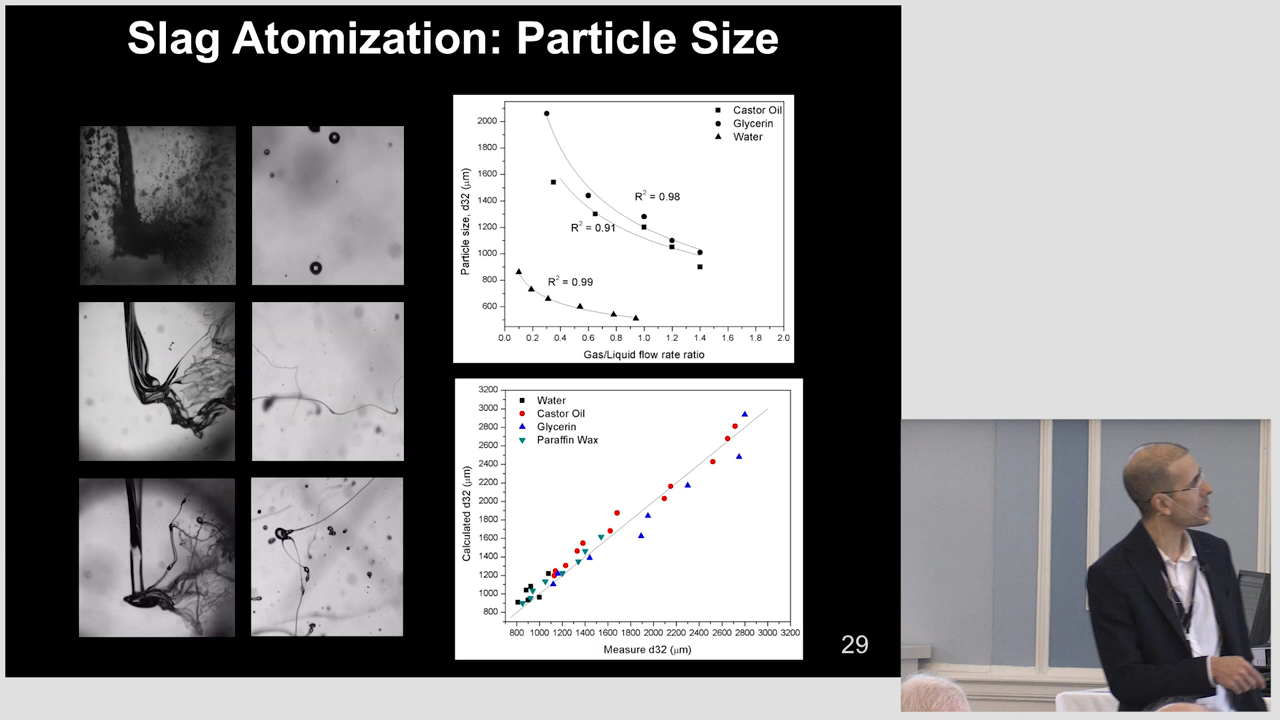 Slag Atomization: Particle Size
Castor Oil
Glycerin
Water
2000
1800
1600
1400
1200
1000
800
600
Particle size, d32 (μm)
R² = 0.98
R² = 0.91
R² = 0.99
0.0 0.2 0.4 0.6 0.8 1.0 1.2 1.4 1.6 1.8 2.0
Gas/Liquid flow rate ratio
Water
Castor Oil
Glycerin
Paraffin Wax
3200
3000
2800
2600
2400
2200
2000
1800
1600
1400
1200
1000
800
Calculated d32 (μm)
800 1000 1200 1400 1600 1800 2000 2200 2400 2600 2800 3000 3200
Measure d32 (μm)
29